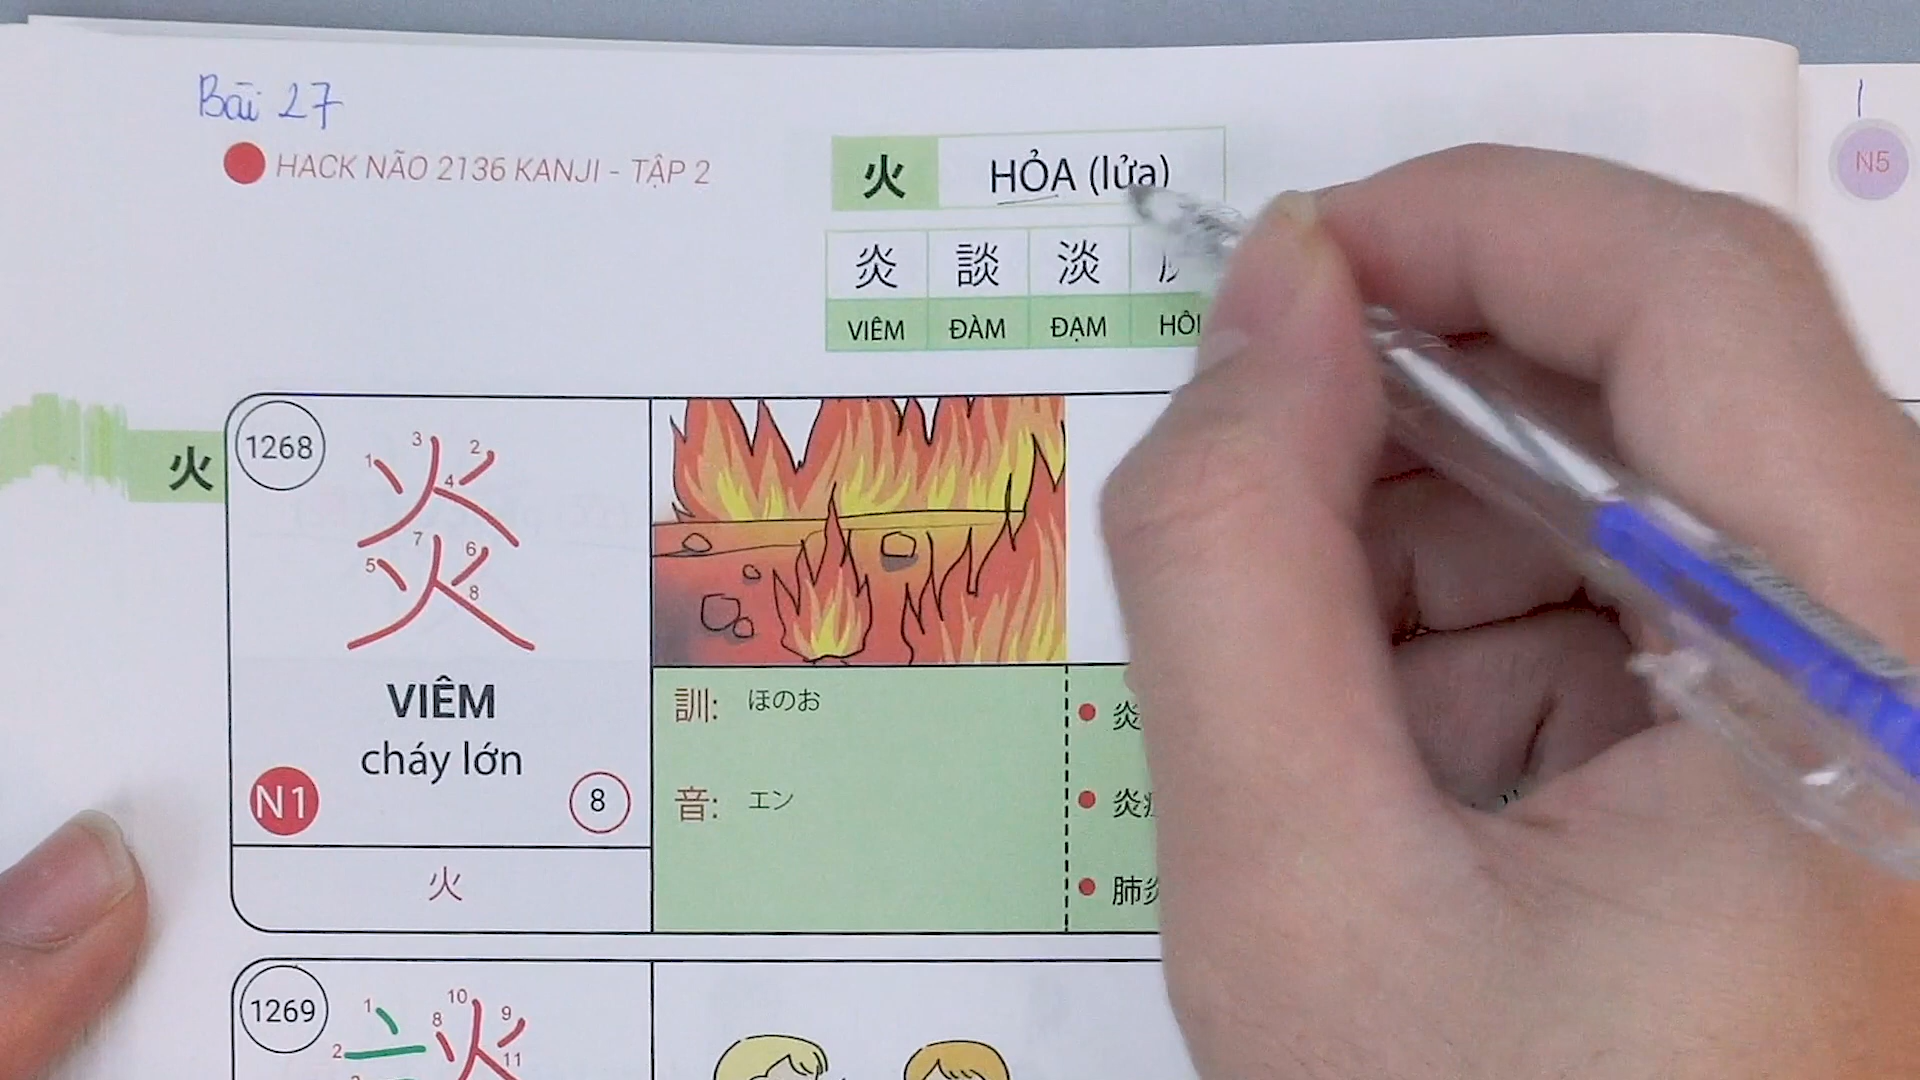 Bài 27
HACK NÃO 2136 KANJI - TẬP 2
火 HỎA (lửa)
N5
炎 談 淡
VIÊM ĐÀM ĐẠM
火
1268
3
1 2
4
7
5 6
8
VIÊM
cháy lớn
N1 8
火
訓: ほのお
音: エン
炎
炎
肺炎
1269
1 10 9
8
2 11